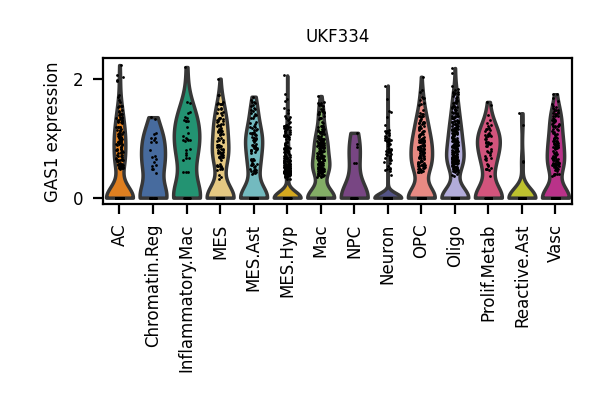 UKF334
GAS1 expression
2
0
AC
Chromatin.Reg
Inflammatory.Mac
MES
MES.Ast
MES.Hyp
Mac
NPC
Neuron
OPC
Oligo
Prolif.Metab
Reactive.Ast
Vasc